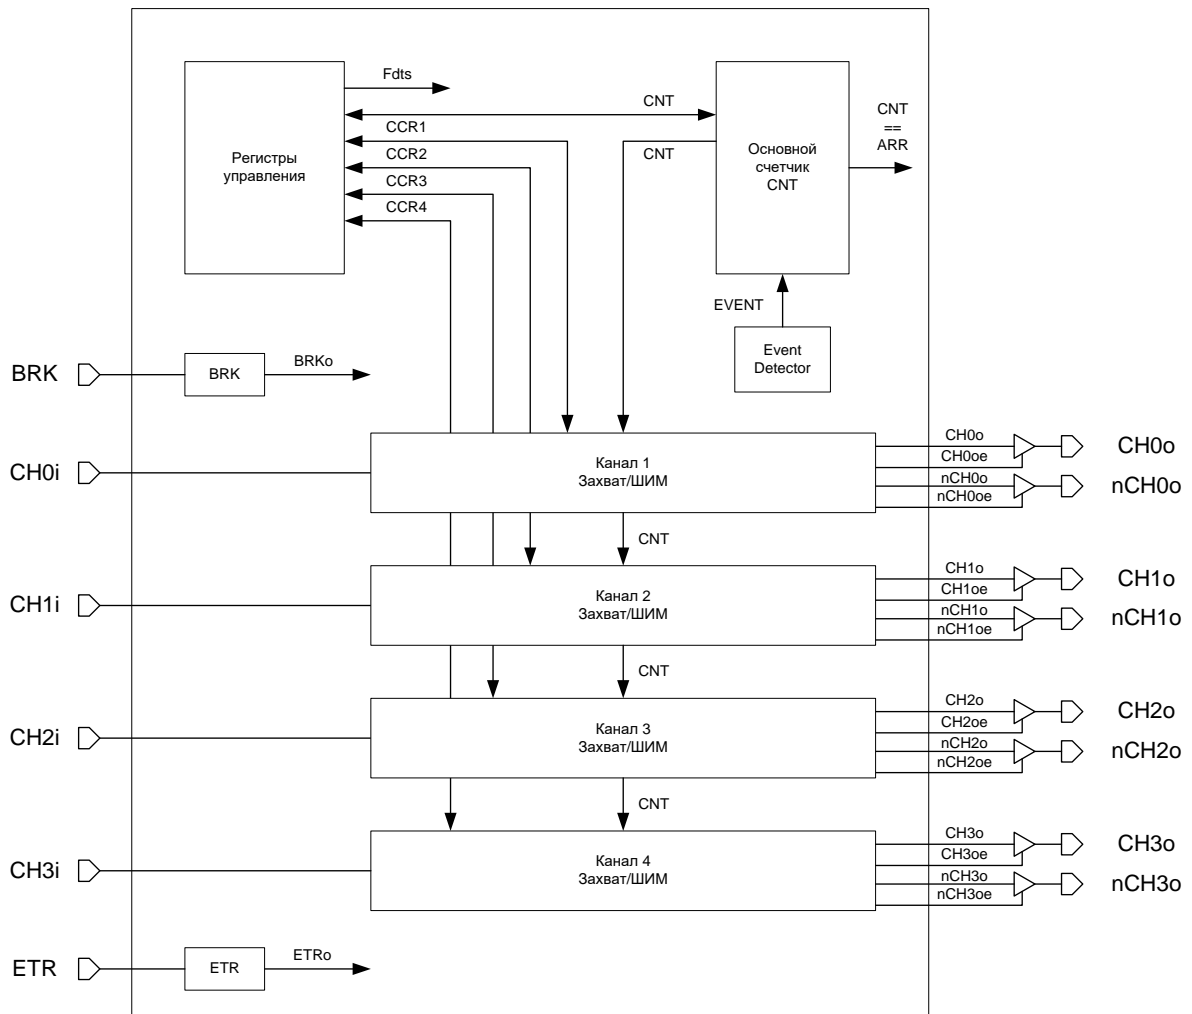 Fdts
CNT
CCR1
CNT
CCR2
CCR3
CCR4
Регистры
управления
Основной
счетчик
CNT
CNT
==
ARR
EVENT
Event
Detector
BRK
BRK
BRKo
CH0i
Канал 1
Захват/ШИМ
CH0o
CH0oe
nCH0o
nCH0oe
CH0o
nCH0o
CNT
CH1i
Канал 2
Захват/ШИМ
CH1o
CH1oe
nCH1o
nCH1oe
CH1o
nCH1o
CNT
CH2i
Канал 3
Захват/ШИМ
CH2o
CH2oe
nCH2o
nCH2oe
CH2o
nCH2o
CNT
CH3i
Канал 4
Захват/ШИМ
CH3o
CH3oe
nCH3o
nCH3oe
CH3o
nCH3o
ETR
ETR
ETRo